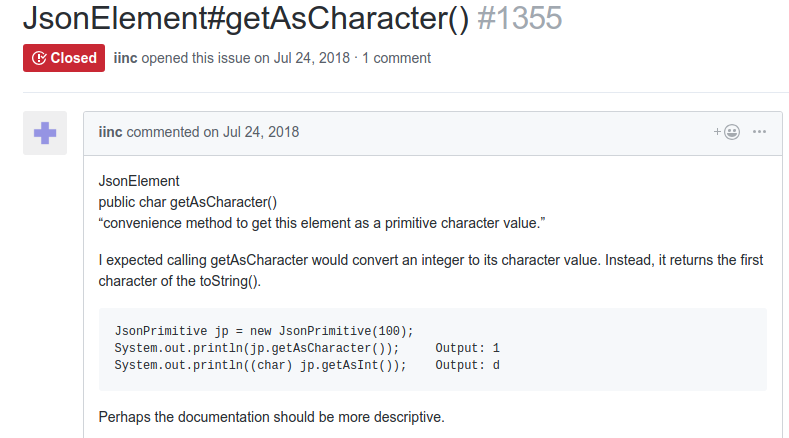 JsonElement#getAsCharacter() #1355
Closed iinc opened this issue on Jul 24, 2018 · 1 comment
iinc commented on Jul 24, 2018
JsonElement
public char getAsCharacter()
“convenience method to get this element as a primitive character value.”
I expected calling getAsCharacter would convert an integer to its character value. Instead, it returns the first
character of the toString().
JsonPrimitive jp = new JsonPrimitive(100);
System.out.println(jp.getAsCharacter());     Output: 1
System.out.println((char) jp.getAsInt());    Output: d
Perhaps the documentation should be more descriptive.